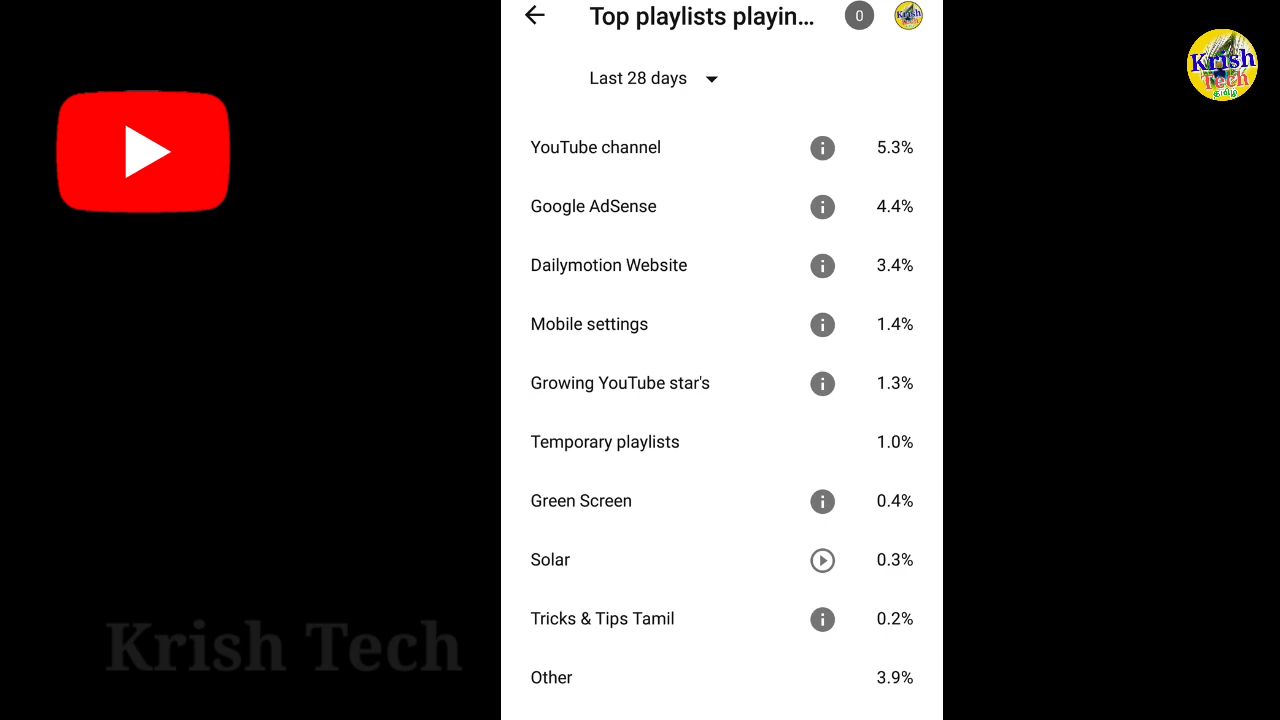 Top playlists playin...
0
Krish
Tech
தமிழ்
Last 28 days
YouTube channel 5.3%
Google AdSense 4.4%
Dailymotion Website 3.4%
Mobile settings 1.4%
Growing YouTube star's 1.3%
Temporary playlists 1.0%
Green Screen 0.4%
Solar 0.3%
Tricks & Tips Tamil 0.2%
Other 3.9%
Krish Tech